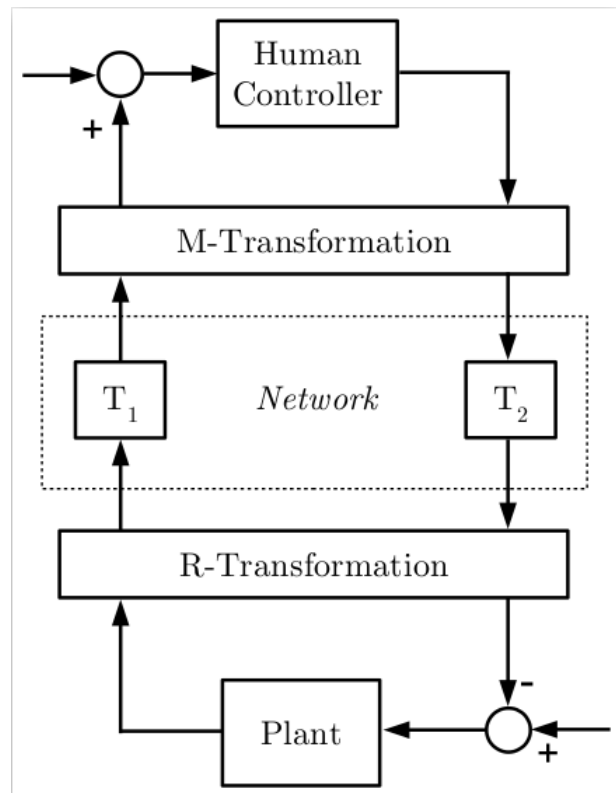 Human
Controller
+
M-Transformation
T1
Network
T2
R-Transformation
-
Plant
+